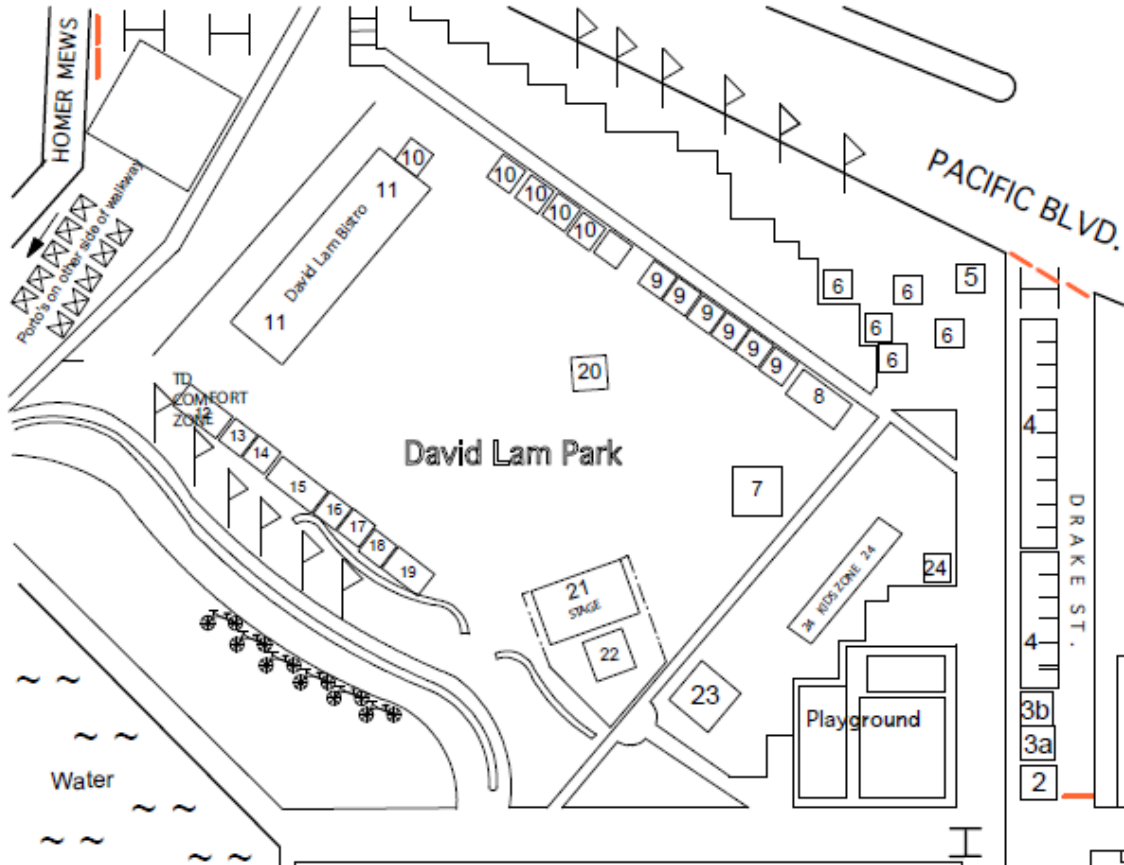 HOMER MEWS
Porto's on other side of walkway
PACIFIC BLVD.
10
11
David Lam Bistro
11
10
10
10
10
9
9
9
9
9
9
8
6
6
5
6
6
6
20
TD
COMFORT
ZONE
12
13
14
15
16
17
18
19
David Lam Park
7
4
DRAKE ST.
24 KIDS ZONE 24
24
21
STAGE
22
23
Playground
4
3b
3a
2
Water